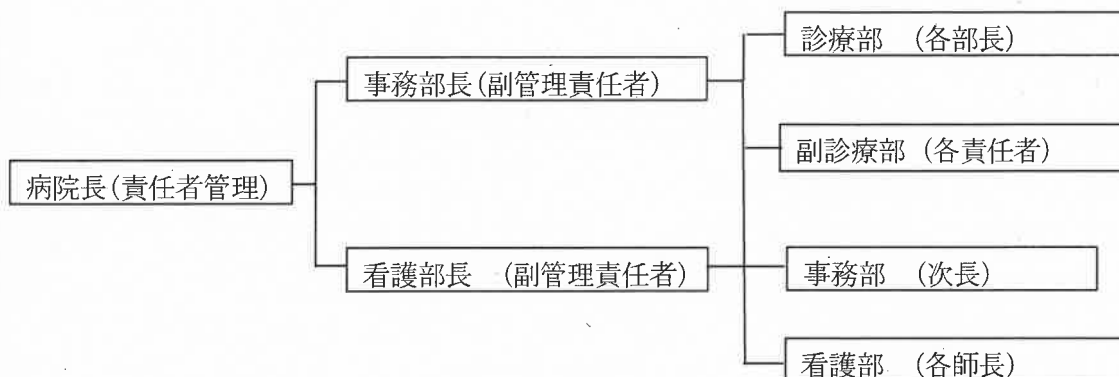 診療部 (各部長)
事務部長(副管理責任者)
副診療部 (各責任者)
病院長(責任者管理)
看護部長 (副管理責任者)
事務部 (次長)
看護部 (各師長)